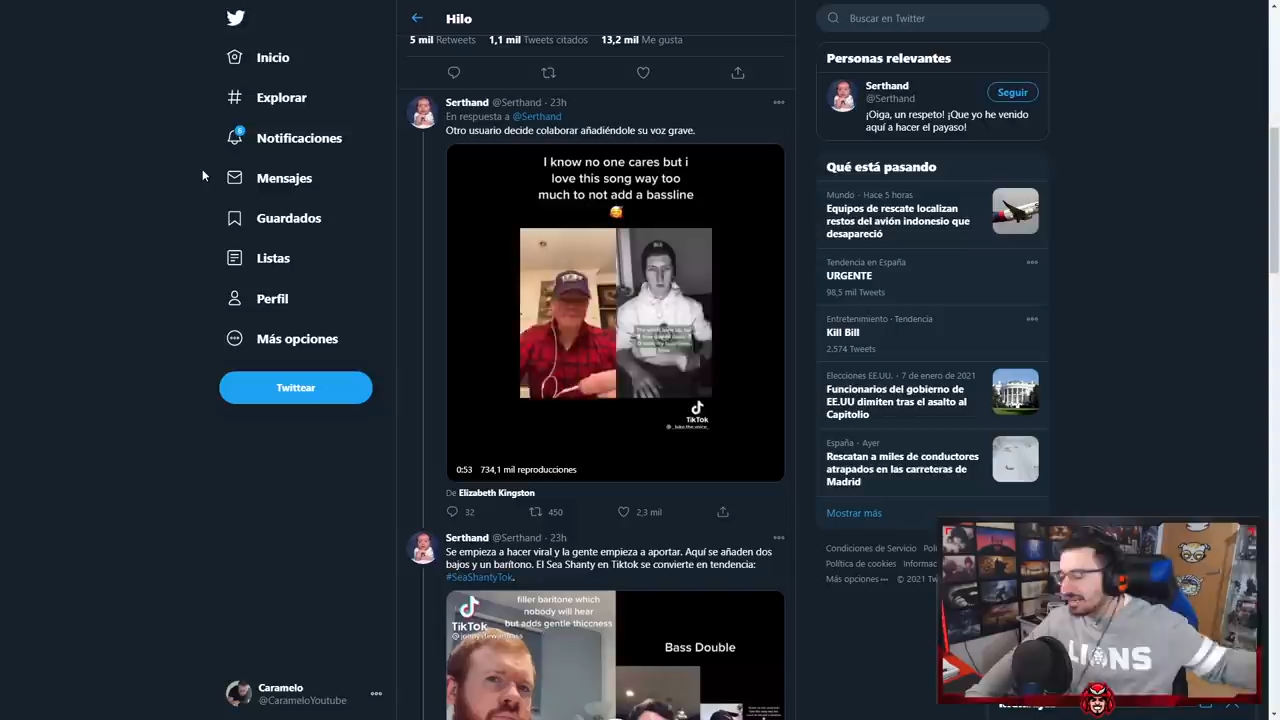 Inicio
Explorar
6
Notificaciones
Mensajes
Guardados
Listas
Perfil
Más opciones
Twittear
Caramelo
@CarameloYoutube
Hilo
5 mil Retweets 1,1 mil Tweets citados 13,2 mil Me gusta
Serthand @Serthand · 23h
En respuesta a @Serthand
Otro usuario decide colaborar añadiéndole su voz grave.
I know no one cares but i
love this song way too
much to not add a bassline
TikTok
0:53 734,1 mil reproducciones
De Elizabeth Kingston
32 450 2,3 mil
Serthand @Serthand · 23h
Se empieza a hacer viral y la gente empieza a aportar. Aquí se añaden dos
bajos y un barítono. El Sea Shanty en Tiktok se convierte en tendencia:
#SeaShantyTok.
filler baritone which
nobody will hear
but adds gentle thiccness
TikTok
Bass Double
Buscar en Twitter
Personas relevantes
Serthand
@Serthand
Seguir
¡Oiga, un respeto! ¡Que yo he venido
aquí a hacer el payaso!
Qué está pasando
Mundo · Hace 5 horas
Equipos de rescate localizan
restos del avión indonesio que
desapareció
Tendencia en España
URGENTE
98,5 mil Tweets
Entretenimiento · Tendencia
Kill Bill
2.574 Tweets
Elecciones EE.UU. · 7 de enero de 2021
Funcionarios del gobierno de
EE.UU dimiten tras el asalto al
Capitolio
España · Ayer
Rescatan a miles de conductores
atrapados en las carreteras de
Madrid
Mostrar más
Condiciones de Servicio
Política de cookies
Más opciones © 2021
LIONS